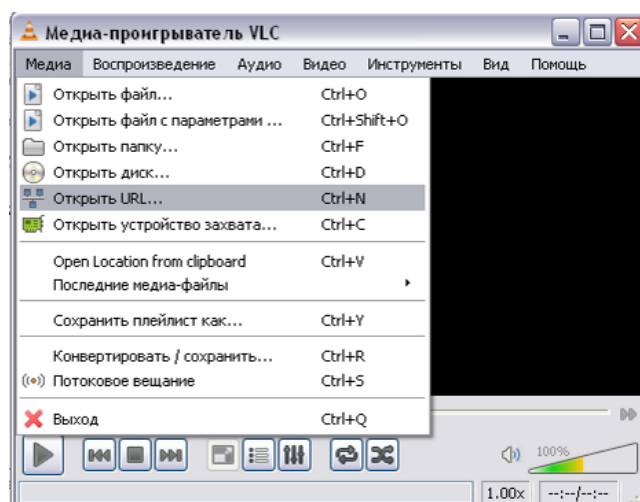 Медиа-проигрыватель VLC
Медиа Воспроизведение Аудио Видео Инструменты Вид Помощь
Открыть файл... Ctrl+O
Открыть файл с параметрами ... Ctrl+Shift+O
Открыть папку... Ctrl+F
Открыть диск... Ctrl+D
Открыть URL... Ctrl+N
Открыть устройство захвата... Ctrl+C
Open Location from clipboard Ctrl+V
Последние медиа-файлы
Сохранить плейлист как... Ctrl+Y
Конвертировать / сохранить... Ctrl+R
Потоковое вещание Ctrl+S
Выход Ctrl+Q
100%
1.00x --:--/--:--